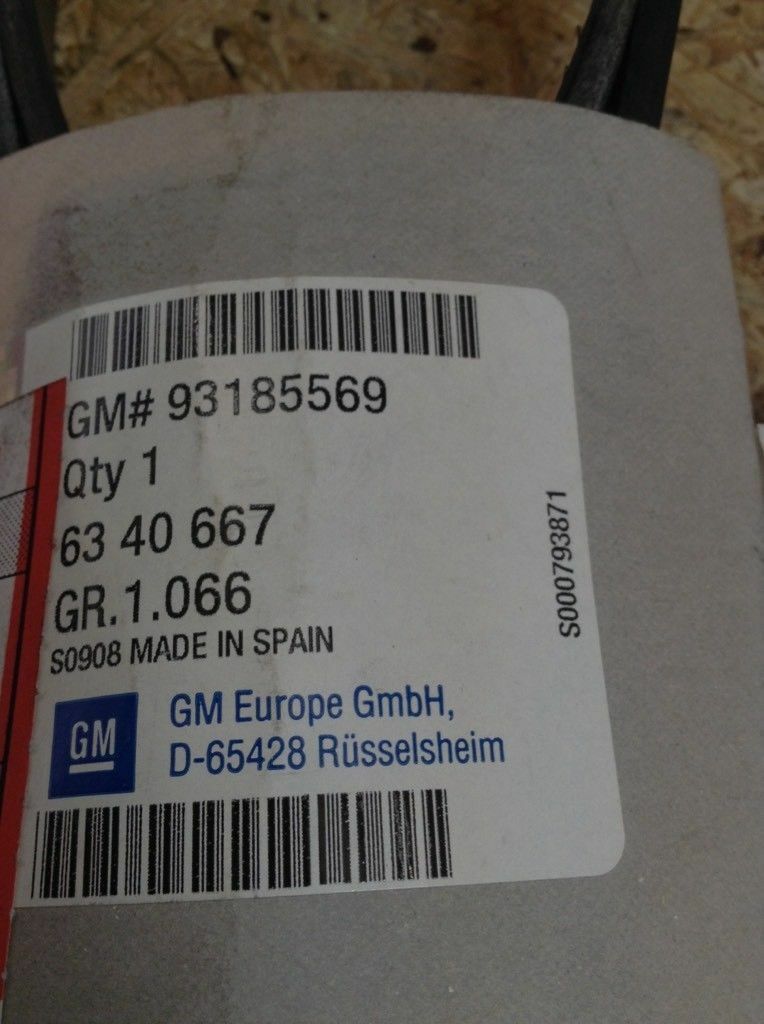 GM# 93185569
Qty 1
63 40 667
GR.1.066
S0908 MADE IN SPAIN
GM
GM Europe GmbH,
D-65428 Rüsselsheim
S000793871